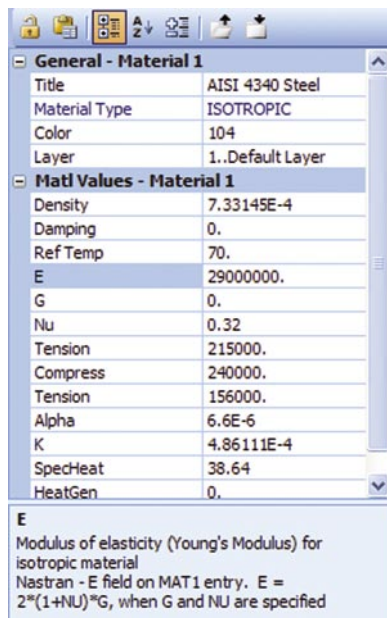 General - Material 1
Title AISI 4340 Steel
Material Type ISOTROPIC
Color 104
Layer 1..Default Layer
Matl Values - Material 1
Density 7.33145E-4
Damping 0.
Ref Temp 70.
E 29000000.
G 0.
Nu 0.32
Tension 215000.
Compress 240000.
Tension 156000.
Alpha 6.6E-6
K 4.86111E-4
SpecHeat 38.64
HeatGen 0.
E
Modulus of elasticity (Young's Modulus) for
isotropic material
Nastran - E field on MAT1 entry. E =
2*(1+NU)*G, when G and NU are specified